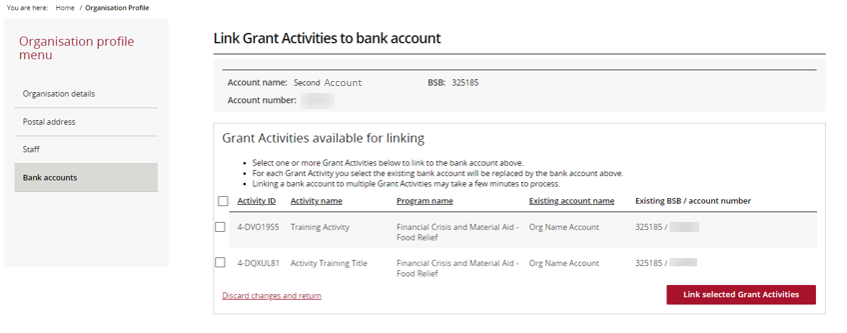 You are here: Home / Organisation Profile
Organisation profile
menu
Organisation details
Postal address
Staff
Bank accounts
Link Grant Activities to bank account
Account name: Second Account BSB: 325185
Account number:
Grant Activities available for linking
• Select one or more Grant Activities below to link to the bank account above.
• For each Grant Activity you select the existing bank account will be replaced by the bank account above.
• Linking a bank account to multiple Grant Activities may take a few minutes to process.
Activity ID Activity name Program name Existing account name Existing BSB / account number
4-DVO19S5 Training Activity Financial Crisis and Material Aid - Org Name Account 325185 /
Food Relief
4-DQXUL81 Activity Training Title Financial Crisis and Material Aid - Org Name Account 325185 /
Food Relief
Discard changes and return Link selected Grant Activities